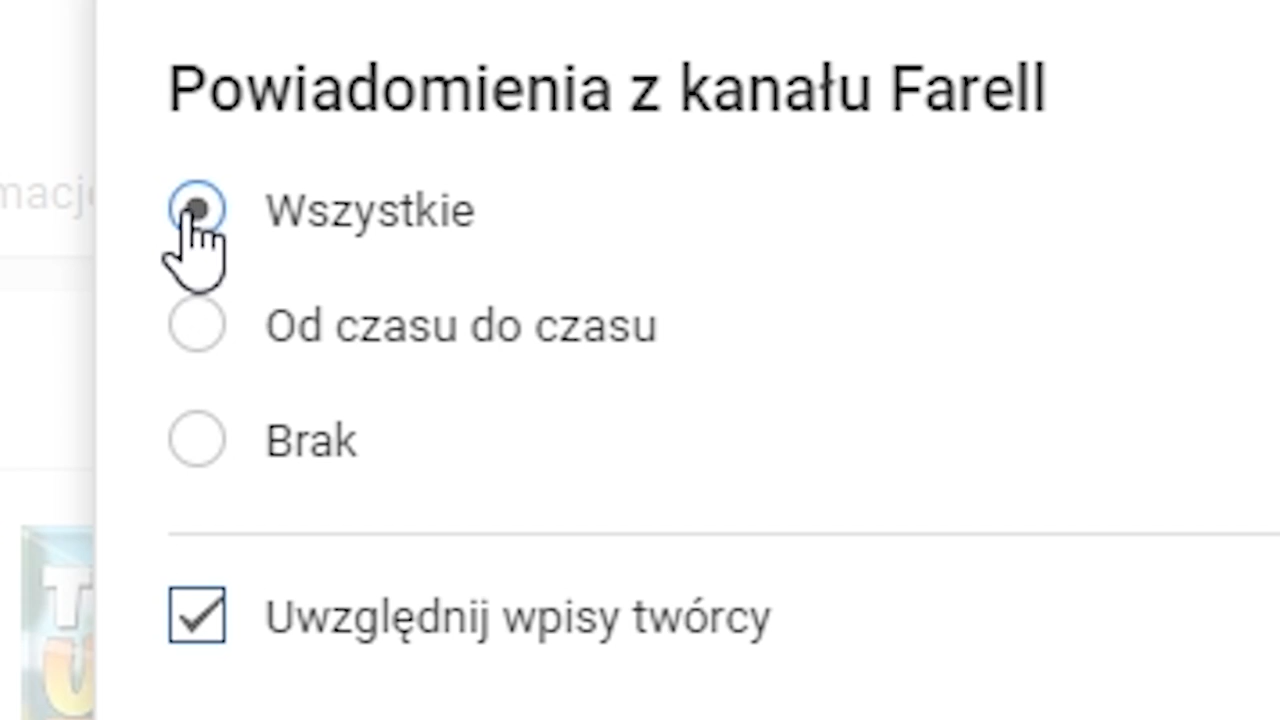 Powiadomienia z kanału Farell
Wszystkie
Od czasu do czasu
Brak
Uwzględnij wpisy twórcy